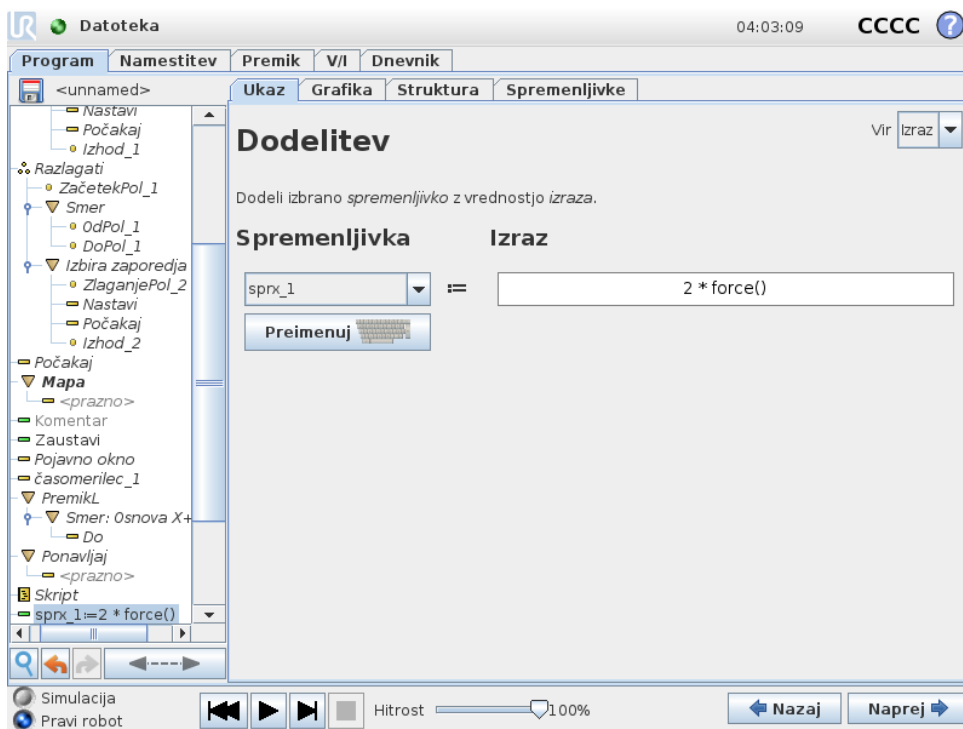 UR Datoteka 04:03:09 CCCC ?
Program Namestitev Premik V/I Dnevnik
<unnamed>
Ukaz Grafika Struktura Spremenljivke
Nastavi
Počakaj
Izhod_1
Razlagati
ZačetekPol_1
Smer
OdPol_1
DoPol_1
Izbira zaporedja
ZlaganjePol_2
Nastavi
Počakaj
Izhod_2
Počakaj
Mapa
<prazno>
Komentar
Zaustavi
Pojavno okno
časomerilec_1
PremikL
Smer: Osnova X+
Do
Ponavljaj
<prazno>
Skript
sprx_1:=2 * force()
Dodelitev
Vir Izraz
Dodeli izbrano spremenljivko z vrednostjo izraza.
Spremenljivka Izraz
sprx_1 := 2 * force()
Preimenuj
Simulacija
Pravi robot
Hitrost 100%
Nazaj Naprej